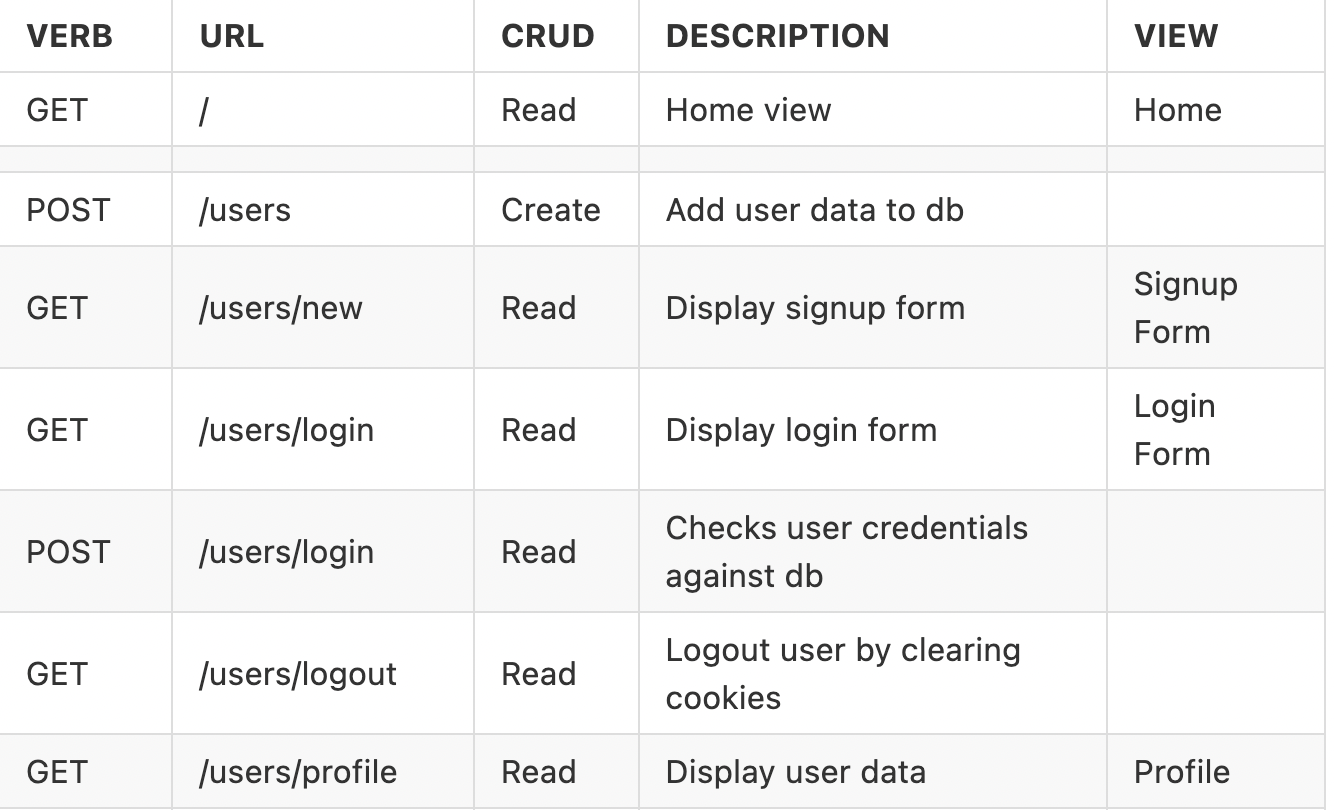 VERB URL CRUD DESCRIPTION VIEW
GET / Read Home view Home
POST /users Create Add user data to db
GET /users/new Read Display signup form Signup
Form
GET /users/login Read Display login form Login
Form
POST /users/login Read Checks user credentials
against db
GET /users/logout Read Logout user by clearing
cookies
GET /users/profile Read Display user data Profile